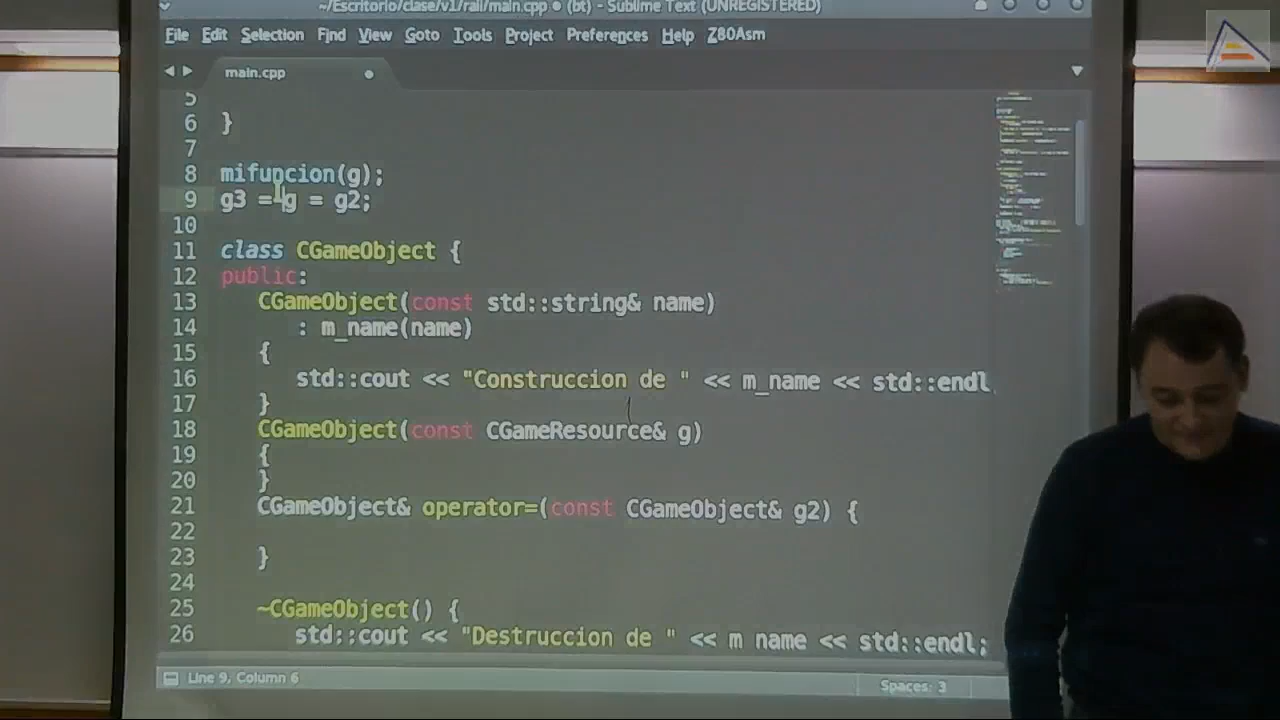 ~/Escritorio/clase/v1/raii/main.cpp • (bt) - Sublime Text (UNREGISTERED)
File Edit Selection Find View Goto Tools Project Preferences Help Z80Asm
main.cpp
5
6 }
7
8 mifuncion(g);
9 g3 = g = g2;
10
11 class CGameObject {
12 public:
13 CGameObject(const std::string& name)
14 : m_name(name)
15 {
16 std::cout << "Construccion de " << m_name << std::endl
17 }
18 CGameObject(const CGameResource& g)
19 {
20 }
21 CGameObject& operator=(const CGameObject& g2) {
22
23 }
24
25 ~CGameObject() {
26 std::cout << "Destruccion de " << m_name << std::endl;
Line 9, Column 6
Spaces: 3